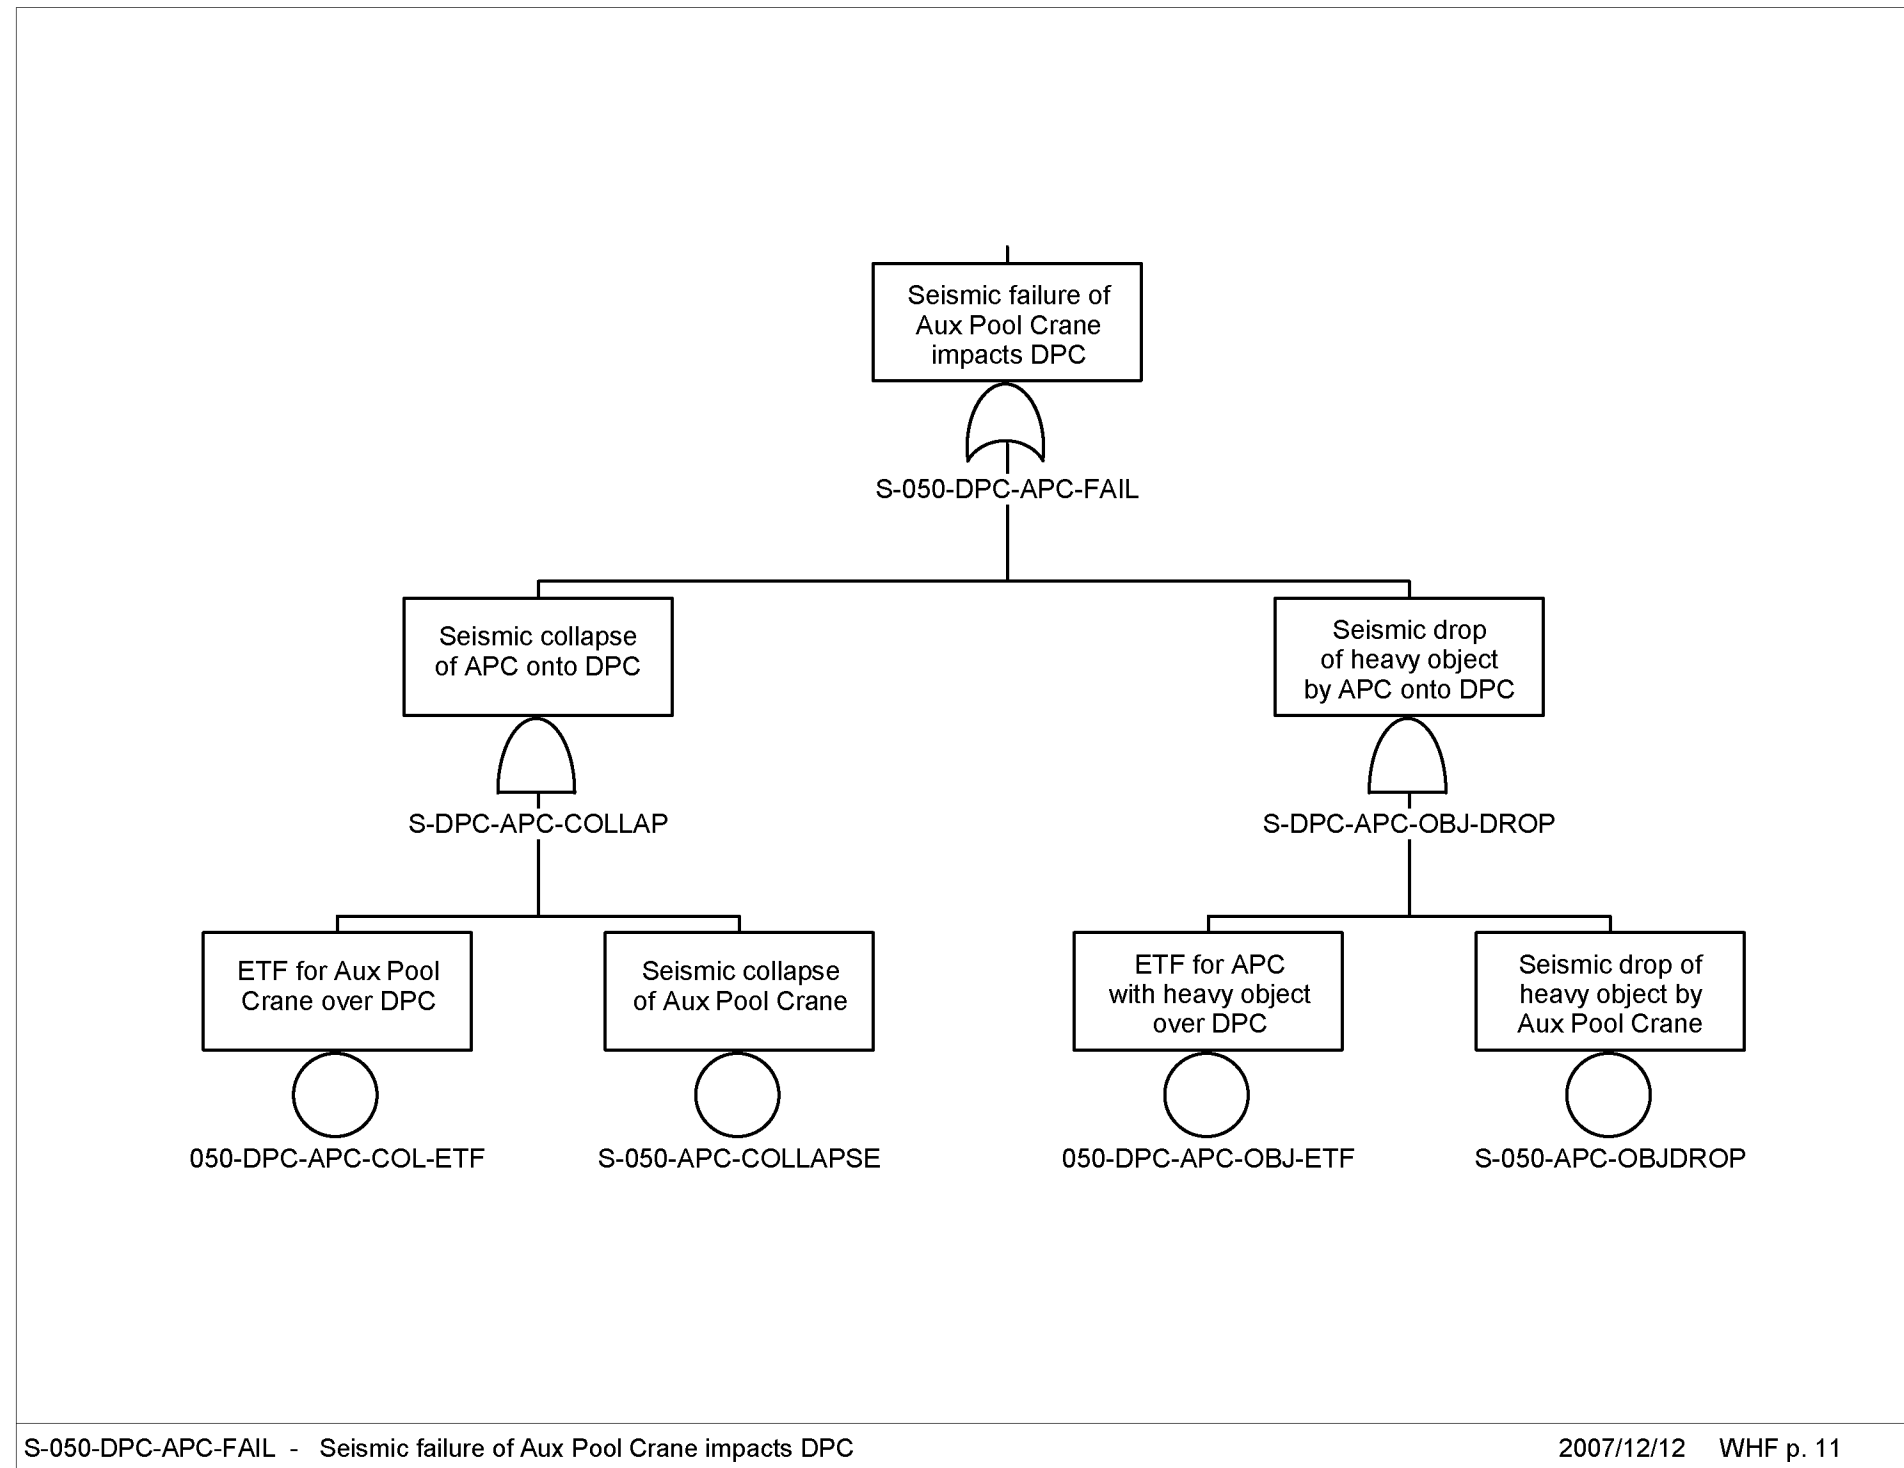 Seismic failure of
Aux Pool Crane
impacts DPC
S-050-DPC-APC-FAIL
Seismic collapse
of APC onto DPC
S-DPC-APC-COLLAP
Seismic drop
of heavy object
by APC onto DPC
S-DPC-APC-OBJ-DROP
ETF for Aux Pool
Crane over DPC
050-DPC-APC-COL-ETF
Seismic collapse
of Aux Pool Crane
S-050-APC-COLLAPSE
ETF for APC
with heavy object
over DPC
050-DPC-APC-OBJ-ETF
Seismic drop of
heavy object by
Aux Pool Crane
S-050-APC-OBJDROP
S-050-DPC-APC-FAIL - Seismic failure of Aux Pool Crane impacts DPC
2007/12/12 WHF p. 11